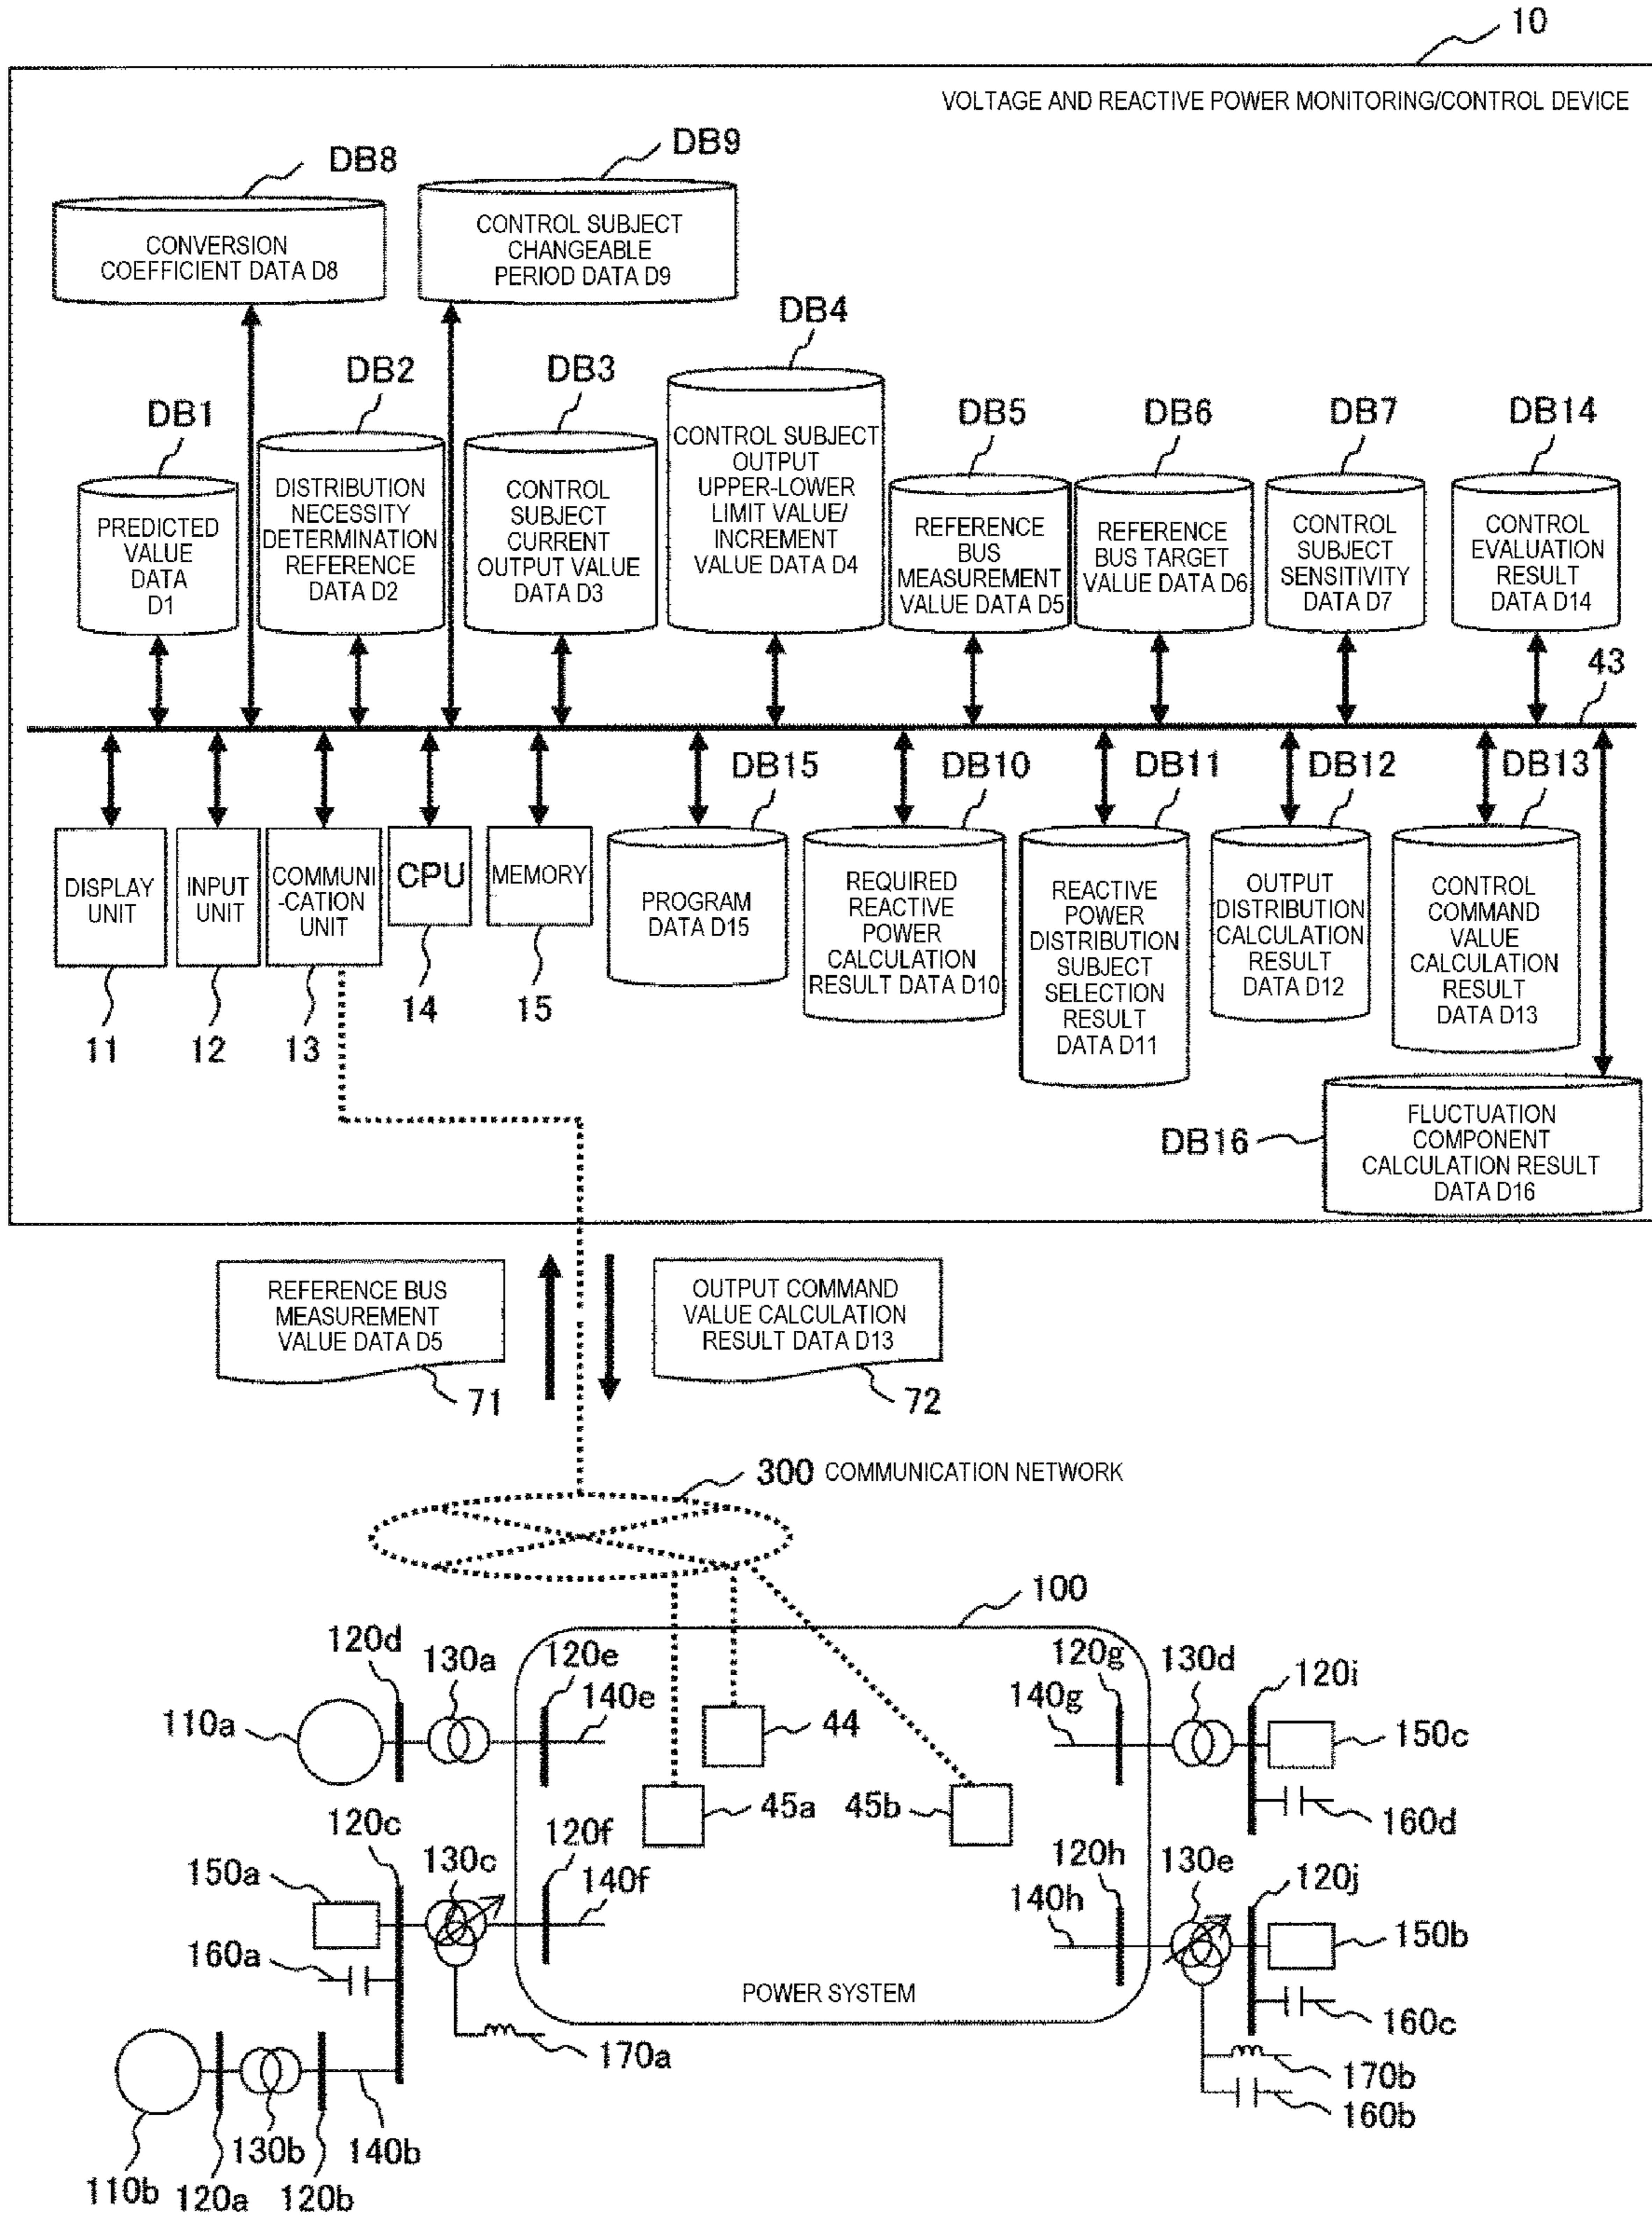 10
VOLTAGE AND REACTIVE POWER MONITORING/CONTROL DEVICE
DB8
CONVERSION
COEFFICIENT DATA D8
DB9
CONTROL SUBJECT
CHANGEABLE
PERIOD DATA D9
DB1
PREDICTED
VALUE
DATA
D1
DB2
DISTRIBUTION
NECESSITY
DETERMINATION
REFERENCE
DATA D2
DB3
CONTROL
SUBJECT
CURRENT
OUTPUT VALUE
DATA D3
DB4
CONTROL SUBJECT
OUTPUT
UPPER-LOWER
LIMIT VALUE/
INCREMENT
VALUE DATA D4
DB5
REFERENCE
BUS
MEASUREMENT
VALUE DATA D5
DB6
REFERENCE
BUS TARGET
VALUE DATA D6
DB7
CONTROL
SUBJECT
SENSITIVITY
DATA D7
DB14
CONTROL
EVALUATION
RESULT
DATA D14
43
DISPLAY
UNIT
11
INPUT
UNIT
12
COMMUNI
-CATION
UNIT
13
CPU
14
MEMORY
15
DB15
PROGRAM
DATA D15
DB10
REQUIRED
REACTIVE
POWER
CALCULATION
RESULT DATA D10
DB11
REACTIVE
POWER
DISTRIBUTION
SUBJECT
SELECTION
RESULT
DATA D11
DB12
OUTPUT
DISTRIBUTION
CALCULATION
RESULT
DATA D12
DB13
CONTROL
COMMAND
VALUE
CALCULATION
RESULT
DATA D13
DB16
FLUCTUATION
COMPONENT
CALCULATION RESULT
DATA D16
REFERENCE BUS
MEASUREMENT
VALUE DATA D5
71
OUTPUT COMMAND
VALUE CALCULATION
RESULT DATA D13
72
300 COMMUNICATION NETWORK
100
120d
130a
120e
140e
110a
44
45a
45b
120g
140g
130d
120i
150c
160d
120c
150a
130c
120f
140f
160a
170a
120h
140h
130e
120j
150b
160c
170b
160b
POWER SYSTEM
110b
120a
130b
120b
140b